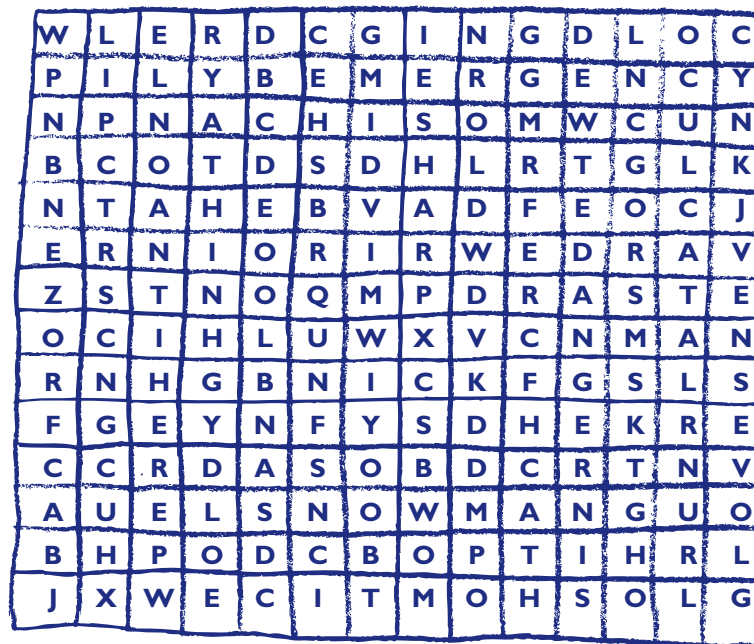 W L E R D C G I N G D L O C
P I L Y B E M E R G E N C Y
N P N A C H I S O M W C U N
B C O T D S D H L R T G L K
N T A H E B V A D F E O C J
E R N I O R I R W E D R A V
Z S T N O Q M P D R A S T E
O C I H L U W X V C N M A N
R N H G B N I C K F G S L S
F G E Y N F Y S D H E K R E
C C R D A S O B D C R T N V
A U E L S N O W M A N G U O
B H P O D C B O P T I H R L
J X W E C I T M O H S O L G